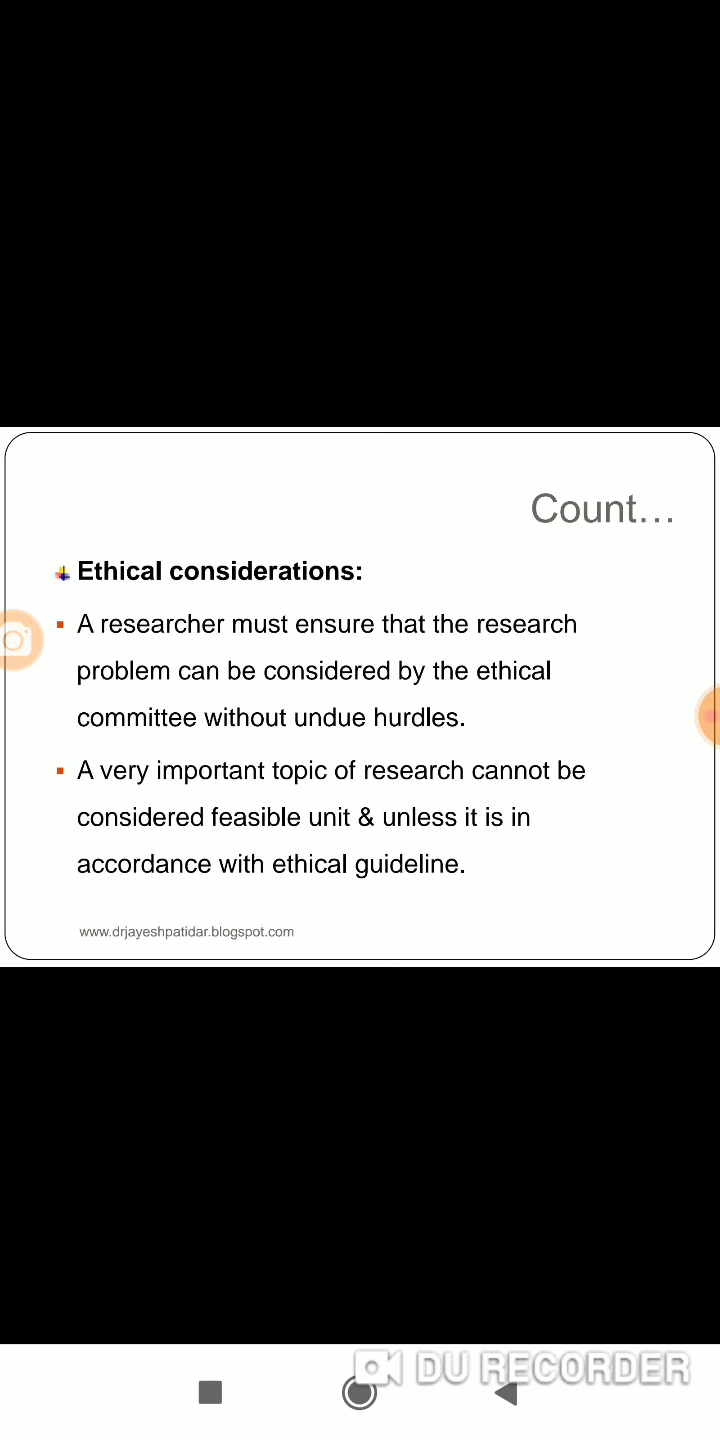 Count...
Ethical considerations:
A researcher must ensure that the research
problem can be considered by the ethical
committee without undue hurdles.
A very important topic of research cannot be
considered feasible unit & unless it is in
accordance with ethical guideline.
www.drjayeshpatidar.blogspot.com
DU RECORDER